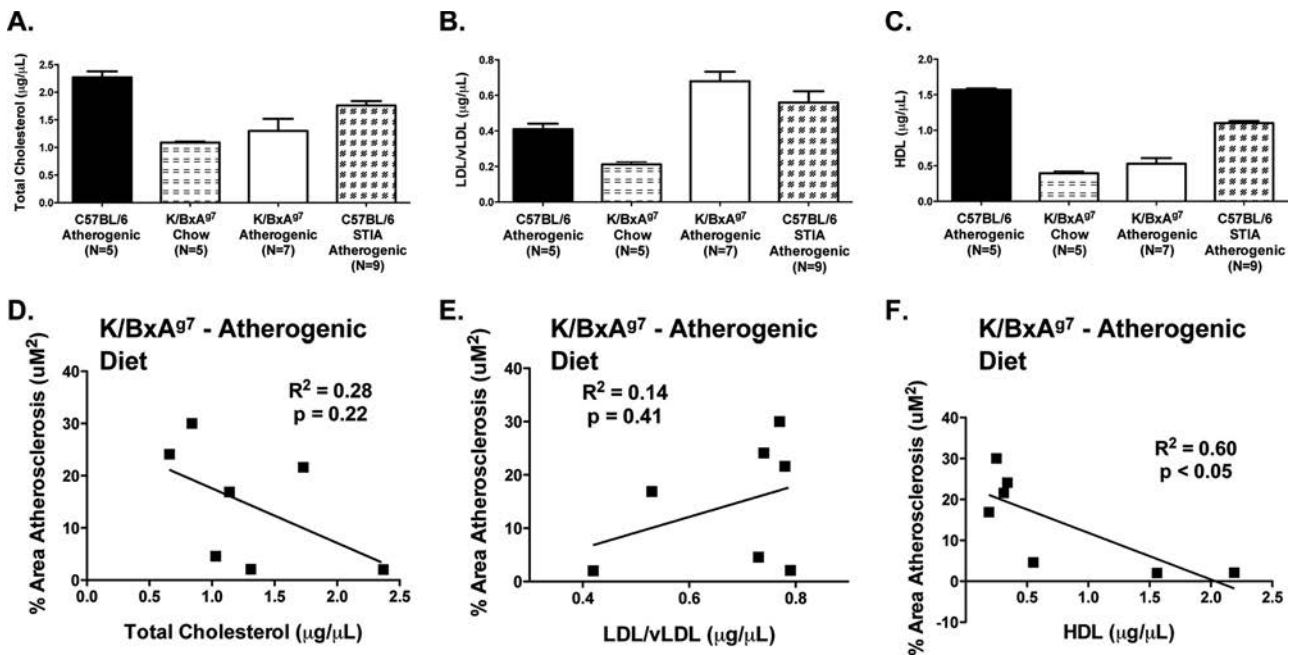 A.
Total Cholesterol (µg/µL)
2.5
2.0
1.5
1.0
0.5
0.0
C57BL/6
Atherogenic
(N=5)
K/BxAg7
Chow
(N=5)
K/BxAg7
Atherogenic
(N=7)
C57BL/6
STIA
Atherogenic
(N=9)
B.
LDL/vLDL (µg/µL)
0.8
0.6
0.4
0.2
0.0
C57BL/6
Atherogenic
(N=5)
K/BxAg7
Chow
(N=5)
K/BxAg7
Atherogenic
(N=7)
C57BL/6
STIA
Atherogenic
(N=9)
C.
HDL (µg/µL)
2.0
1.5
1.0
0.5
0.0
C57BL/6
Atherogenic
(N=5)
K/BxAg7
Chow
(N=5)
K/BxAg7
Atherogenic
(N=7)
C57BL/6
STIA
Atherogenic
(N=9)
D.
K/BxAg7 - Atherogenic
Diet
% Area Atherosclerosis (uM²)
40
30
20
10
0
R² = 0.28
p = 0.22
0.0 0.5 1.0 1.5 2.0 2.5
Total Cholesterol (µg/µL)
E.
K/BxAg7 - Atherogenic
Diet
% Area Atherosclerosis (uM²)
40
30
20
10
0
R² = 0.14
p = 0.41
0.4 0.6 0.8
LDL/vLDL (µg/µL)
F.
K/BxAg7 - Atherogenic
Diet
% Area Atherosclerosis (uM²)
40
30
20
10
0
-10
R² = 0.60
p < 0.05
0.5 1.0 1.5 2.0 2.5
HDL (µg/µL)